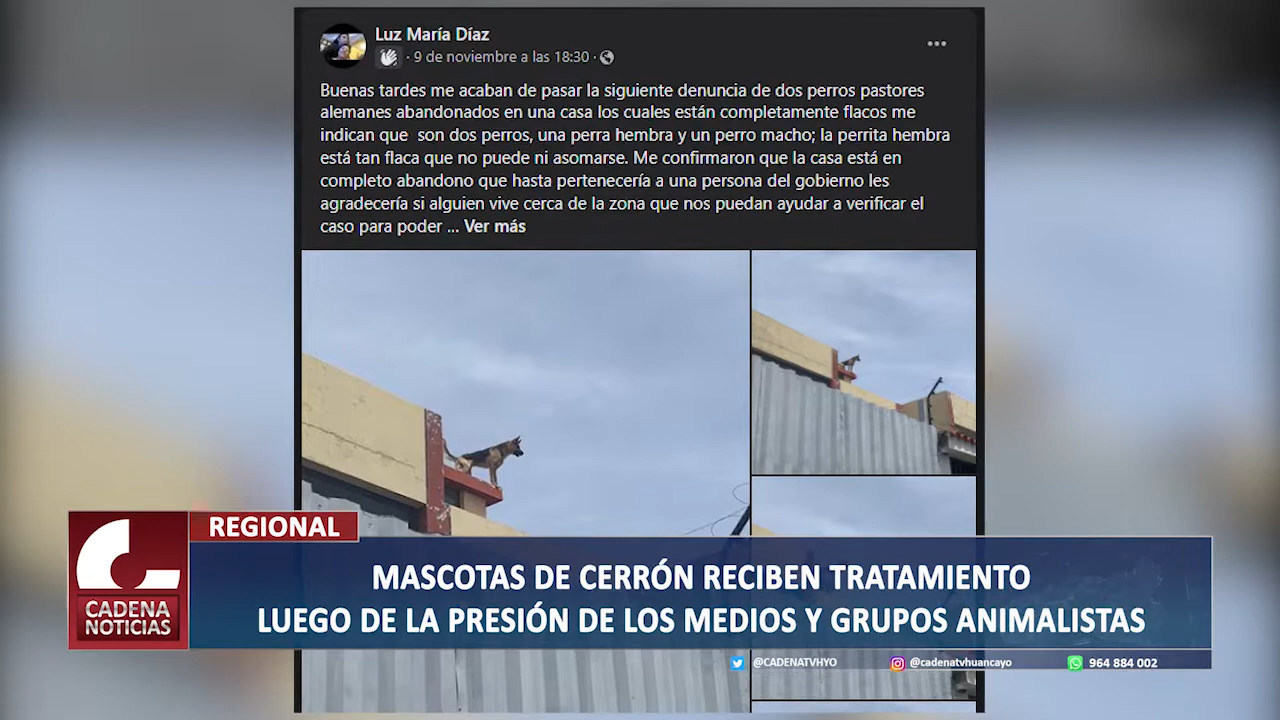 Luz María Díaz
· 9 de noviembre a las 18:30 ·
Buenas tardes me acaban de pasar la siguiente denuncia de dos perros pastores
alemanes abandonados en una casa los cuales están completamente flacos me
indican que  son dos perros, una perra hembra y un perro macho; la perrita hembra
está tan flaca que no puede ni asomarse. Me confirmaron que la casa está en
completo abandono que hasta pertenecería a una persona del gobierno les
agradecería si alguien vive cerca de la zona que nos puedan ayudar a verificar el
caso para poder ... Ver más
REGIONAL
CADENA
NOTICIAS
MASCOTAS DE CERRÓN RECIBEN TRATAMIENTO
LUEGO DE LA PRESIÓN DE LOS MEDIOS Y GRUPOS ANIMALISTAS
@CADENATVHYO
@cadenatvhuancayo
964 884 002